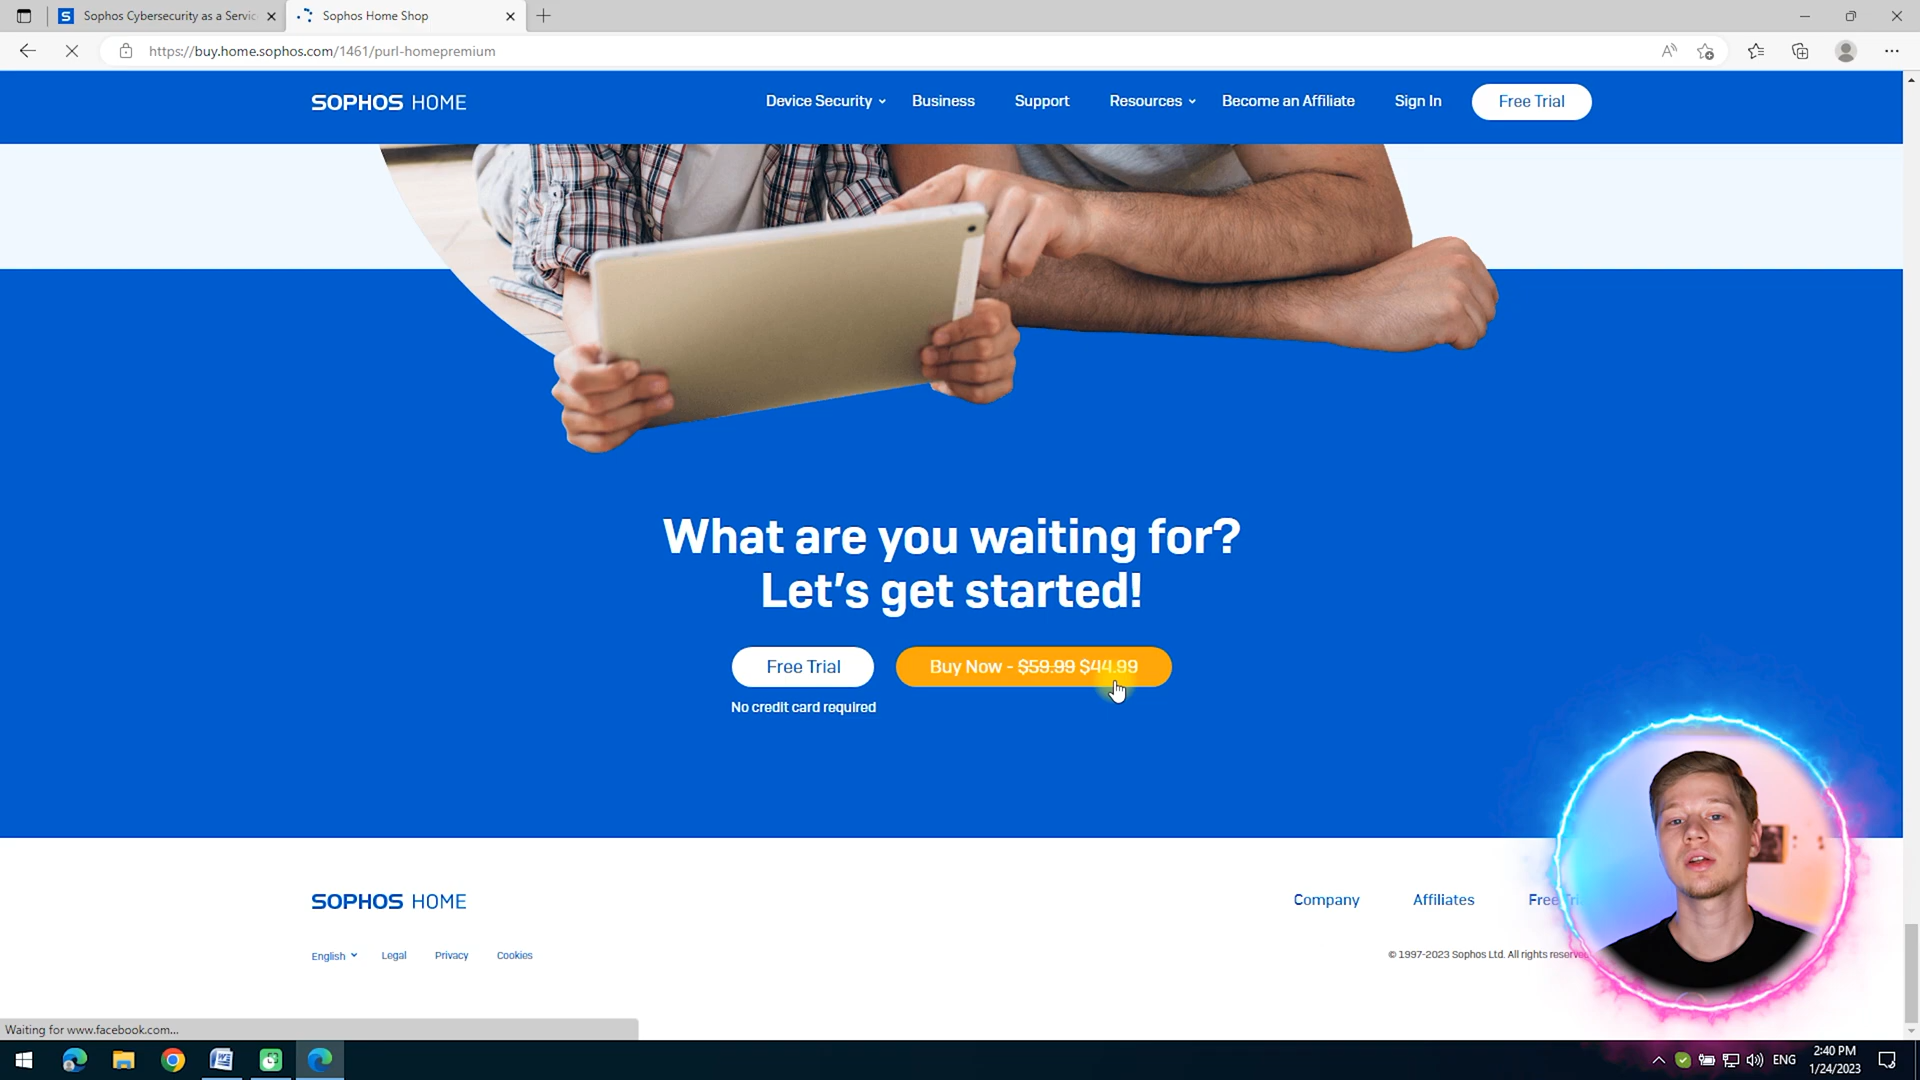 Sophos Cybersecurity as a Servic
Sophos Home Shop
https://buy.home.sophos.com/1461/purl-homepremium
SOPHOS HOME
Device Security
Business
Support
Resources
Become an Affiliate
Sign In
Free Trial
What are you waiting for?
Let's get started!
Free Trial
Buy Now - $59.99 $44.99
No credit card required
SOPHOS HOME
Company
Affiliates
Free Tri
English
Legal
Privacy
Cookies
© 1997-2023 Sophos Ltd. All rights reserve
Waiting for www.facebook.com...
ENG
2:40 PM
1/24/2023